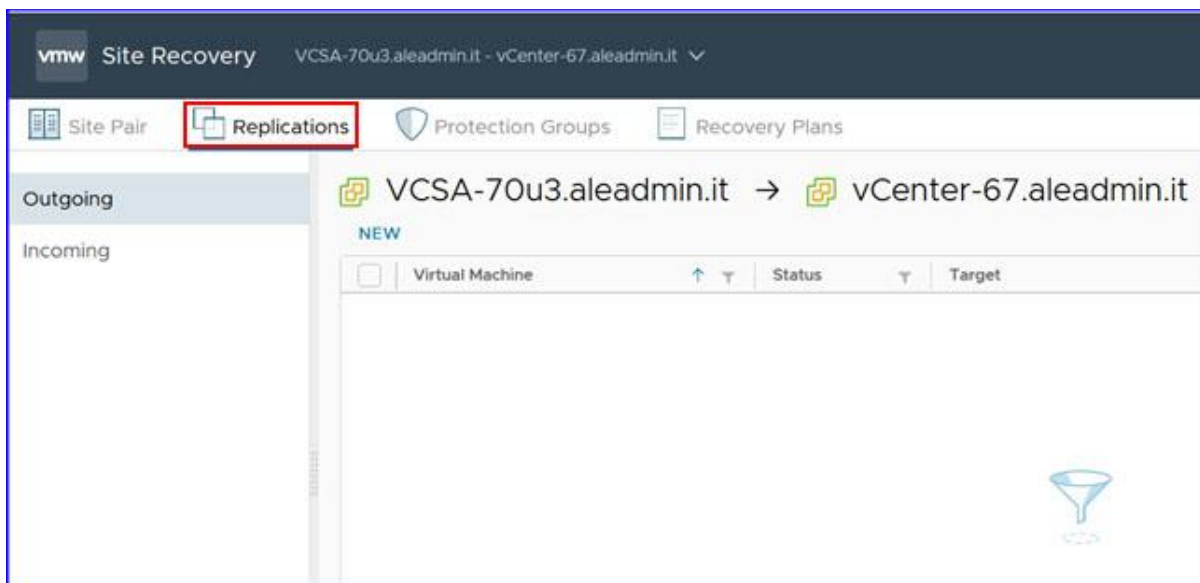 vmw Site Recovery VCSA-70u3.aleadmin.it - vCenter-67.aleadmin.it
Site Pair Replications Protection Groups Recovery Plans
Outgoing
Incoming
VCSA-70u3.aleadmin.it → vCenter-67.aleadmin.it
NEW
Virtual Machine Status Target